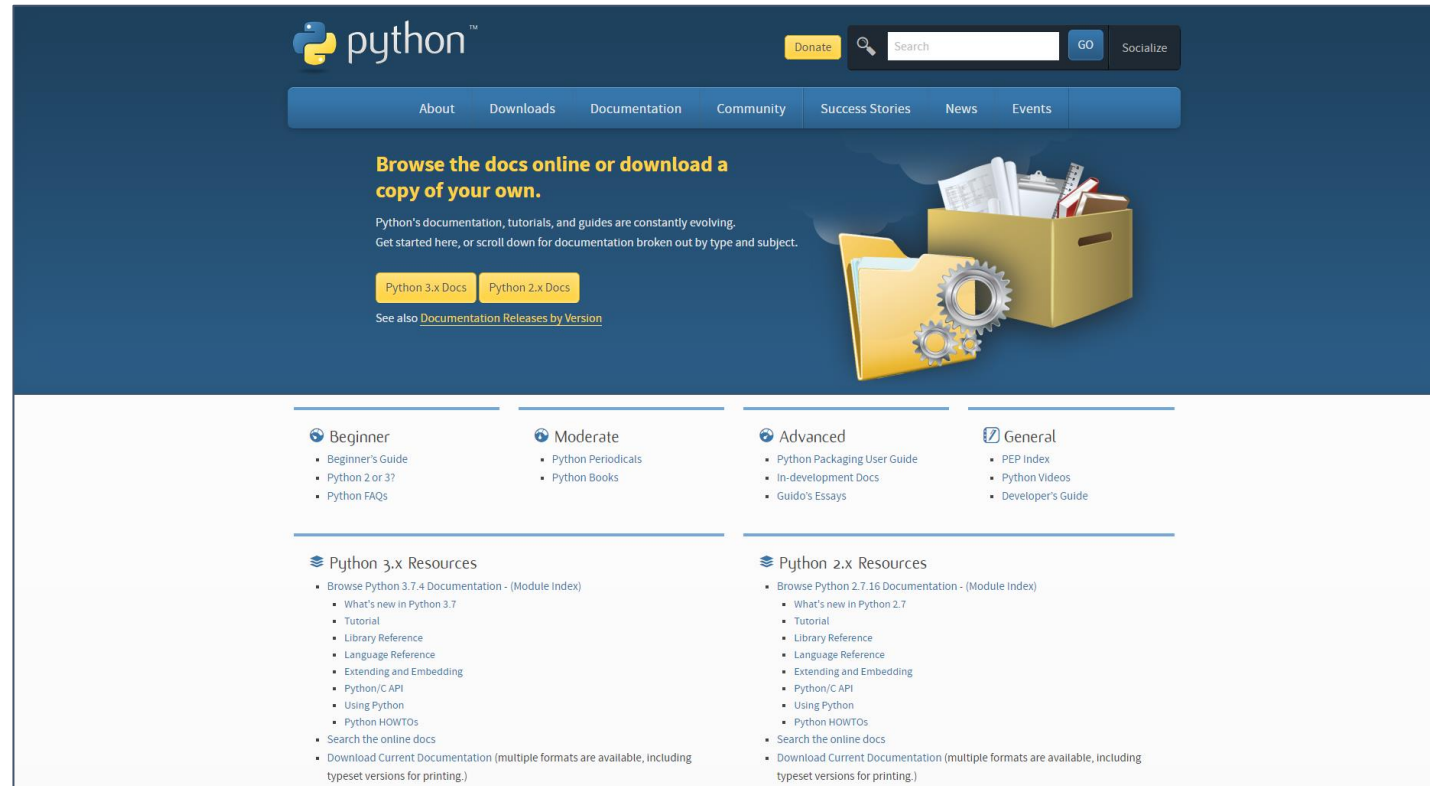 python™
Donate
Search
GO
Socialize
About
Downloads
Documentation
Community
Success Stories
News
Events
Browse the docs online or download a
copy of your own.
Python's documentation, tutorials, and guides are constantly evolving.
Get started here, or scroll down for documentation broken out by type and subject.
Python 3.x Docs
Python 2.x Docs
See also Documentation Releases by Version
Beginner
Beginner's Guide
Python 2 or 3?
Python FAQs
Moderate
Python Periodicals
Python Books
Advanced
Python Packaging User Guide
In-development Docs
Guido's Essays
General
PEP Index
Python Videos
Developer's Guide
Python 3.x Resources
Browse Python 3.7.4 Documentation - (Module Index)
What's new in Python 3.7
Tutorial
Library Reference
Language Reference
Extending and Embedding
Python/C API
Using Python
Python HOWTOs
Search the online docs
Download Current Documentation (multiple formats are available, including
typeset versions for printing.)
Python 2.x Resources
Browse Python 2.7.16 Documentation - (Module Index)
What's new in Python 2.7
Tutorial
Library Reference
Language Reference
Extending and Embedding
Python/C API
Using Python
Python HOWTOs
Search the online docs
Download Current Documentation (multiple formats are available, including
typeset versions for printing.)